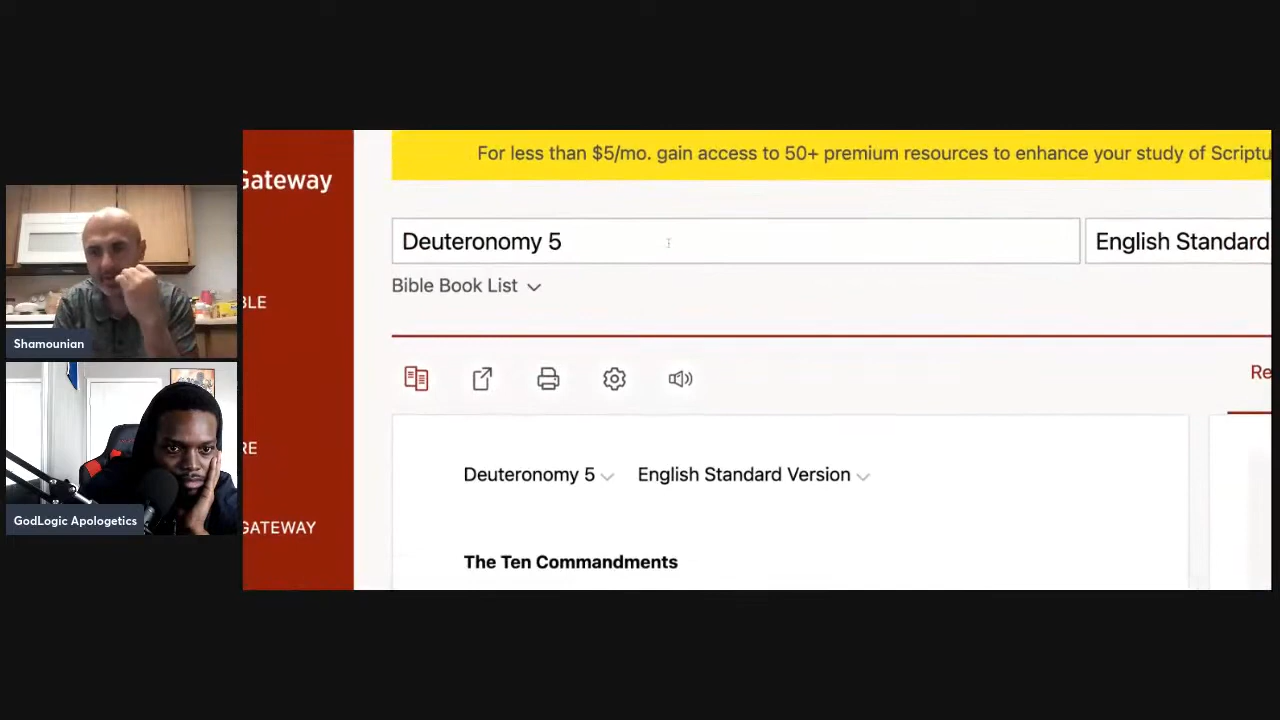 For less than $5/mo. gain access to 50+ premium resources to enhance your study of Scriptu
Gateway
Deuteronomy 5
English Standard
Bible Book List
BLE
Re
RE
GATEWAY
Deuteronomy 5
English Standard Version
The Ten Commandments
Shamounian
GodLogic Apologetics